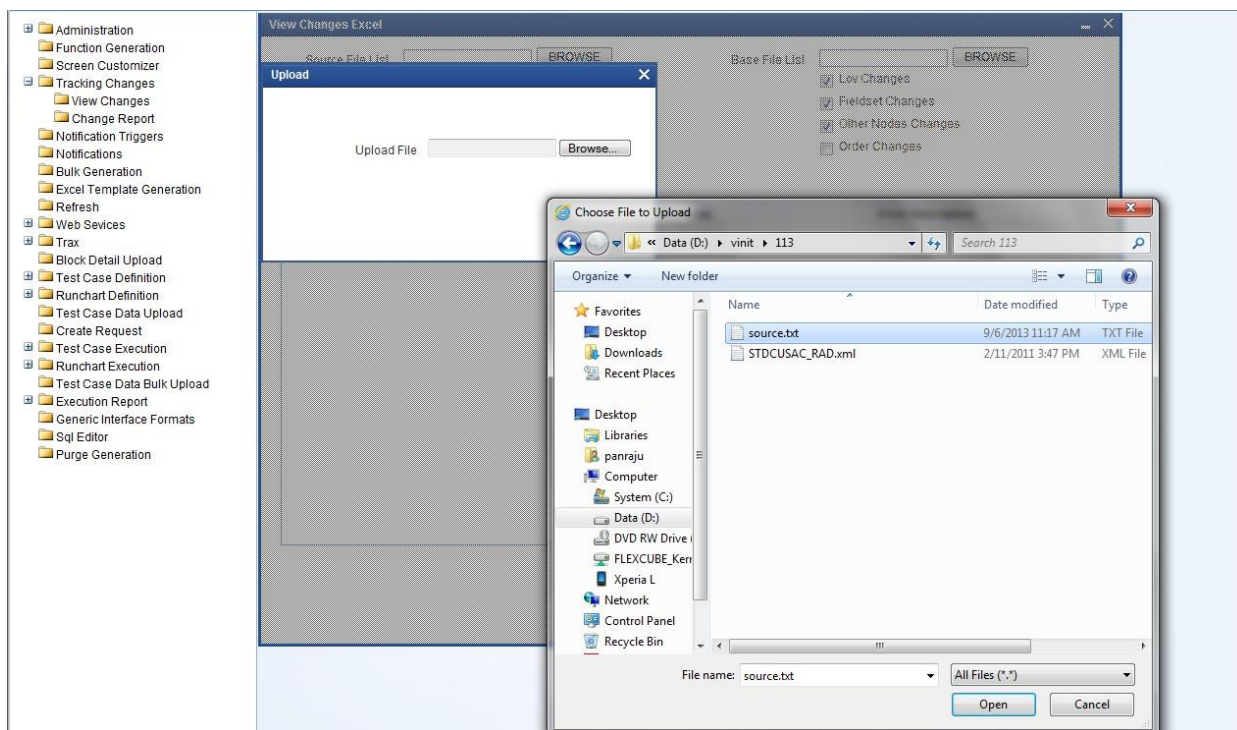 Administration
Function Generation
Screen Customizer
Tracking Changes
View Changes
Change Report
Notification Triggers
Notifications
Bulk Generation
Excel Template Generation
Refresh
Web Sevices
Trax
Block Detail Upload
Test Case Definition
Runchart Definition
Test Case Data Upload
Create Request
Test Case Execution
Runchart Execution
Test Case Data Bulk Upload
Execution Report
Generic Interface Formats
Sql Editor
Purge Generation
View Changes Excel
Source File List BROWSE Base File List BROWSE
Lov Changes
Fieldset Changes
Other Nodes Changes
Order Changes
Upload
Upload File Browse...
Choose File to Upload
« Data (D:) vinit 113 Search 113
Organize New folder
Favorites
Desktop
Downloads
Recent Places
Desktop
Libraries
panraju
Computer
System (C:)
Data (D:)
DVD RW Drive (
FLEXCUBE_Kern
Xperia L
Network
Control Panel
Recycle Bin
Name Date modified Type
source.txt 9/6/2013 11:17 AM TXT File
STDCUSAC_RAD.xml 2/11/2011 3:47 PM XML File
File name: source.txt All Files (*.*)
Open Cancel